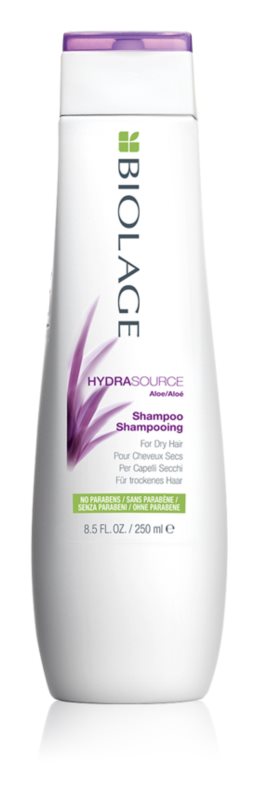 BIOLAGE
HYDRASOURCE
Aloe/Aloé
Shampoo
Shampooing
For Dry Hair
Pour Cheveux Secs
Per Capelli Secchi
Für trockenes Haar
NO PARABENS / SANS PARABÈNE /
SENZA PARABENI / OHNE PARABENE
8.5 FL. OZ. / 250 ml ℮